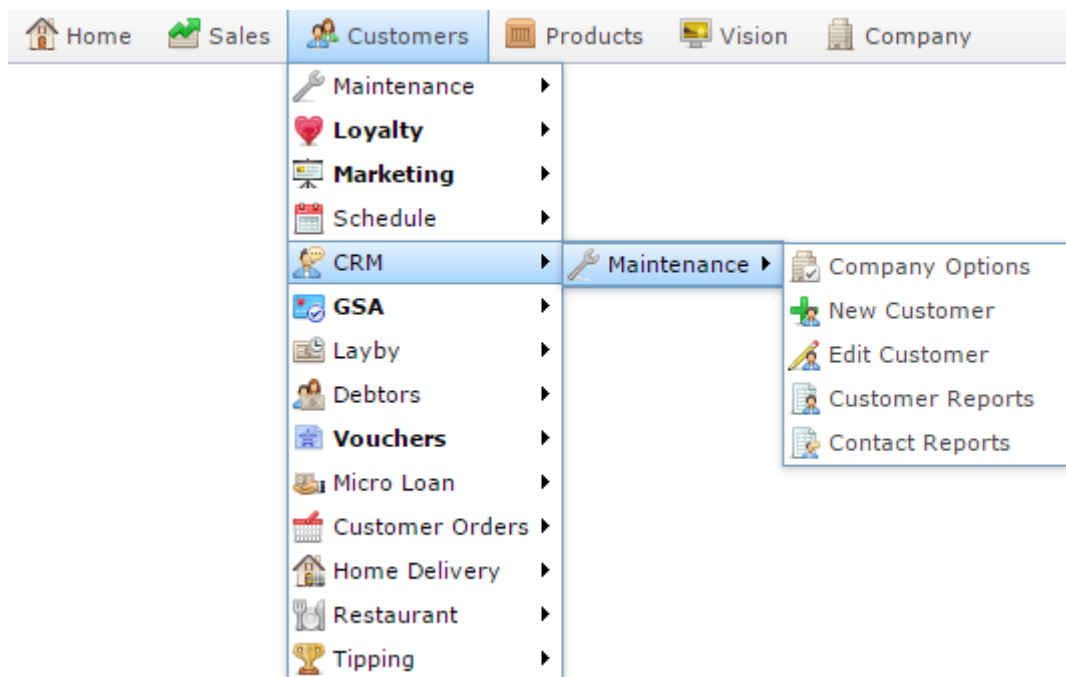 Home Sales Customers Products Vision Company
Maintenance
Loyalty
Marketing
Schedule
CRM Maintenance Company Options
GSA New Customer
Layby Edit Customer
Debtors Customer Reports
Vouchers Contact Reports
Micro Loan
Customer Orders
Home Delivery
Restaurant
Tipping